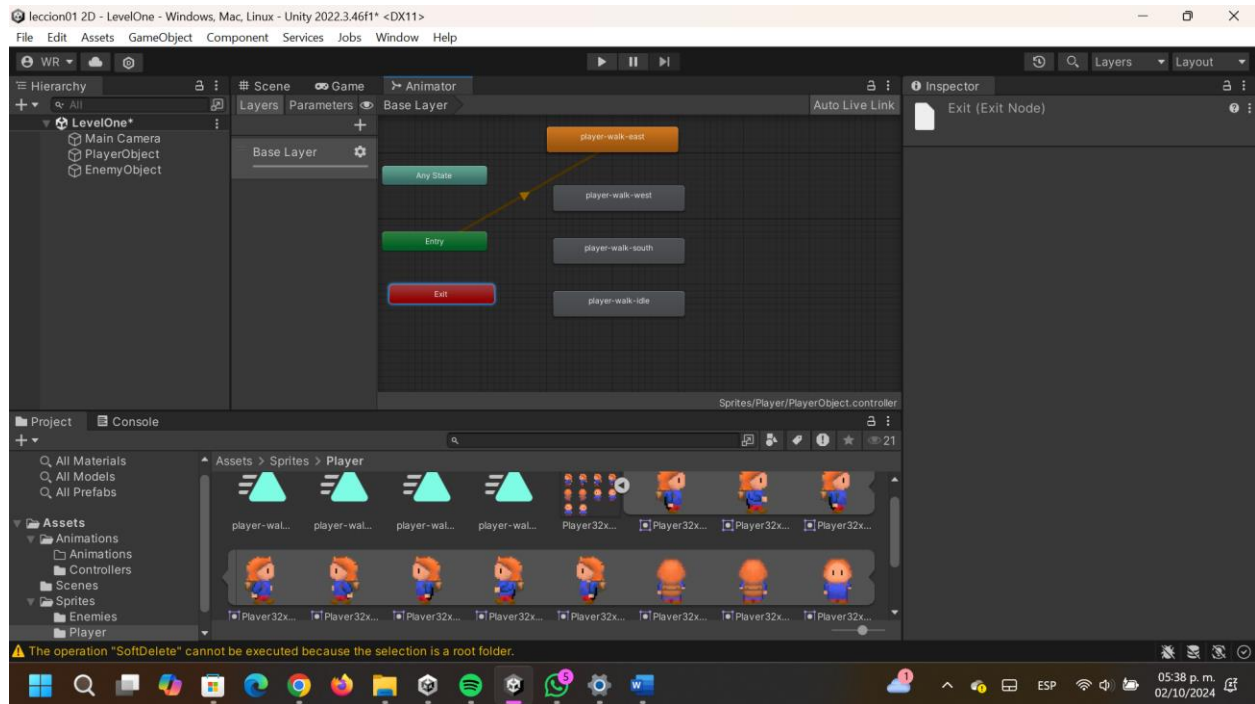 leccion01 2D - LevelOne - Windows, Mac, Linux - Unity 2022.3.46f1* <DX11>
File Edit Assets GameObject Component Services Jobs Window Help
WR Layers Layout
Hierarchy
All
LevelOne*
Main Camera
PlayerObject
EnemyObject
Scene Game Animator
Layers Parameters Base Layer Auto Live Link
Base Layer
player-walk-east
Any State
player-walk-west
Entry
player-walk-south
Exit
player-walk-idle
Sprites/Player/PlayerObject.controller
Inspector
Exit (Exit Node)
Project Console
21
All Materials
All Models
All Prefabs
Assets
Animations
Animations
Controllers
Scenes
Sprites
Enemies
Player
Assets > Sprites > Player
player-wal... player-wal... player-wal... player-wal... Player32x... Player32x... Player32x... Player32x...
Player32x... Player32x... Player32x... Player32x... Player32x... Player32x... Player32x... Player32x...
The operation "SoftDelete" cannot be executed because the selection is a root folder.
5 1 ESP 05:38 p. m.
02/10/2024